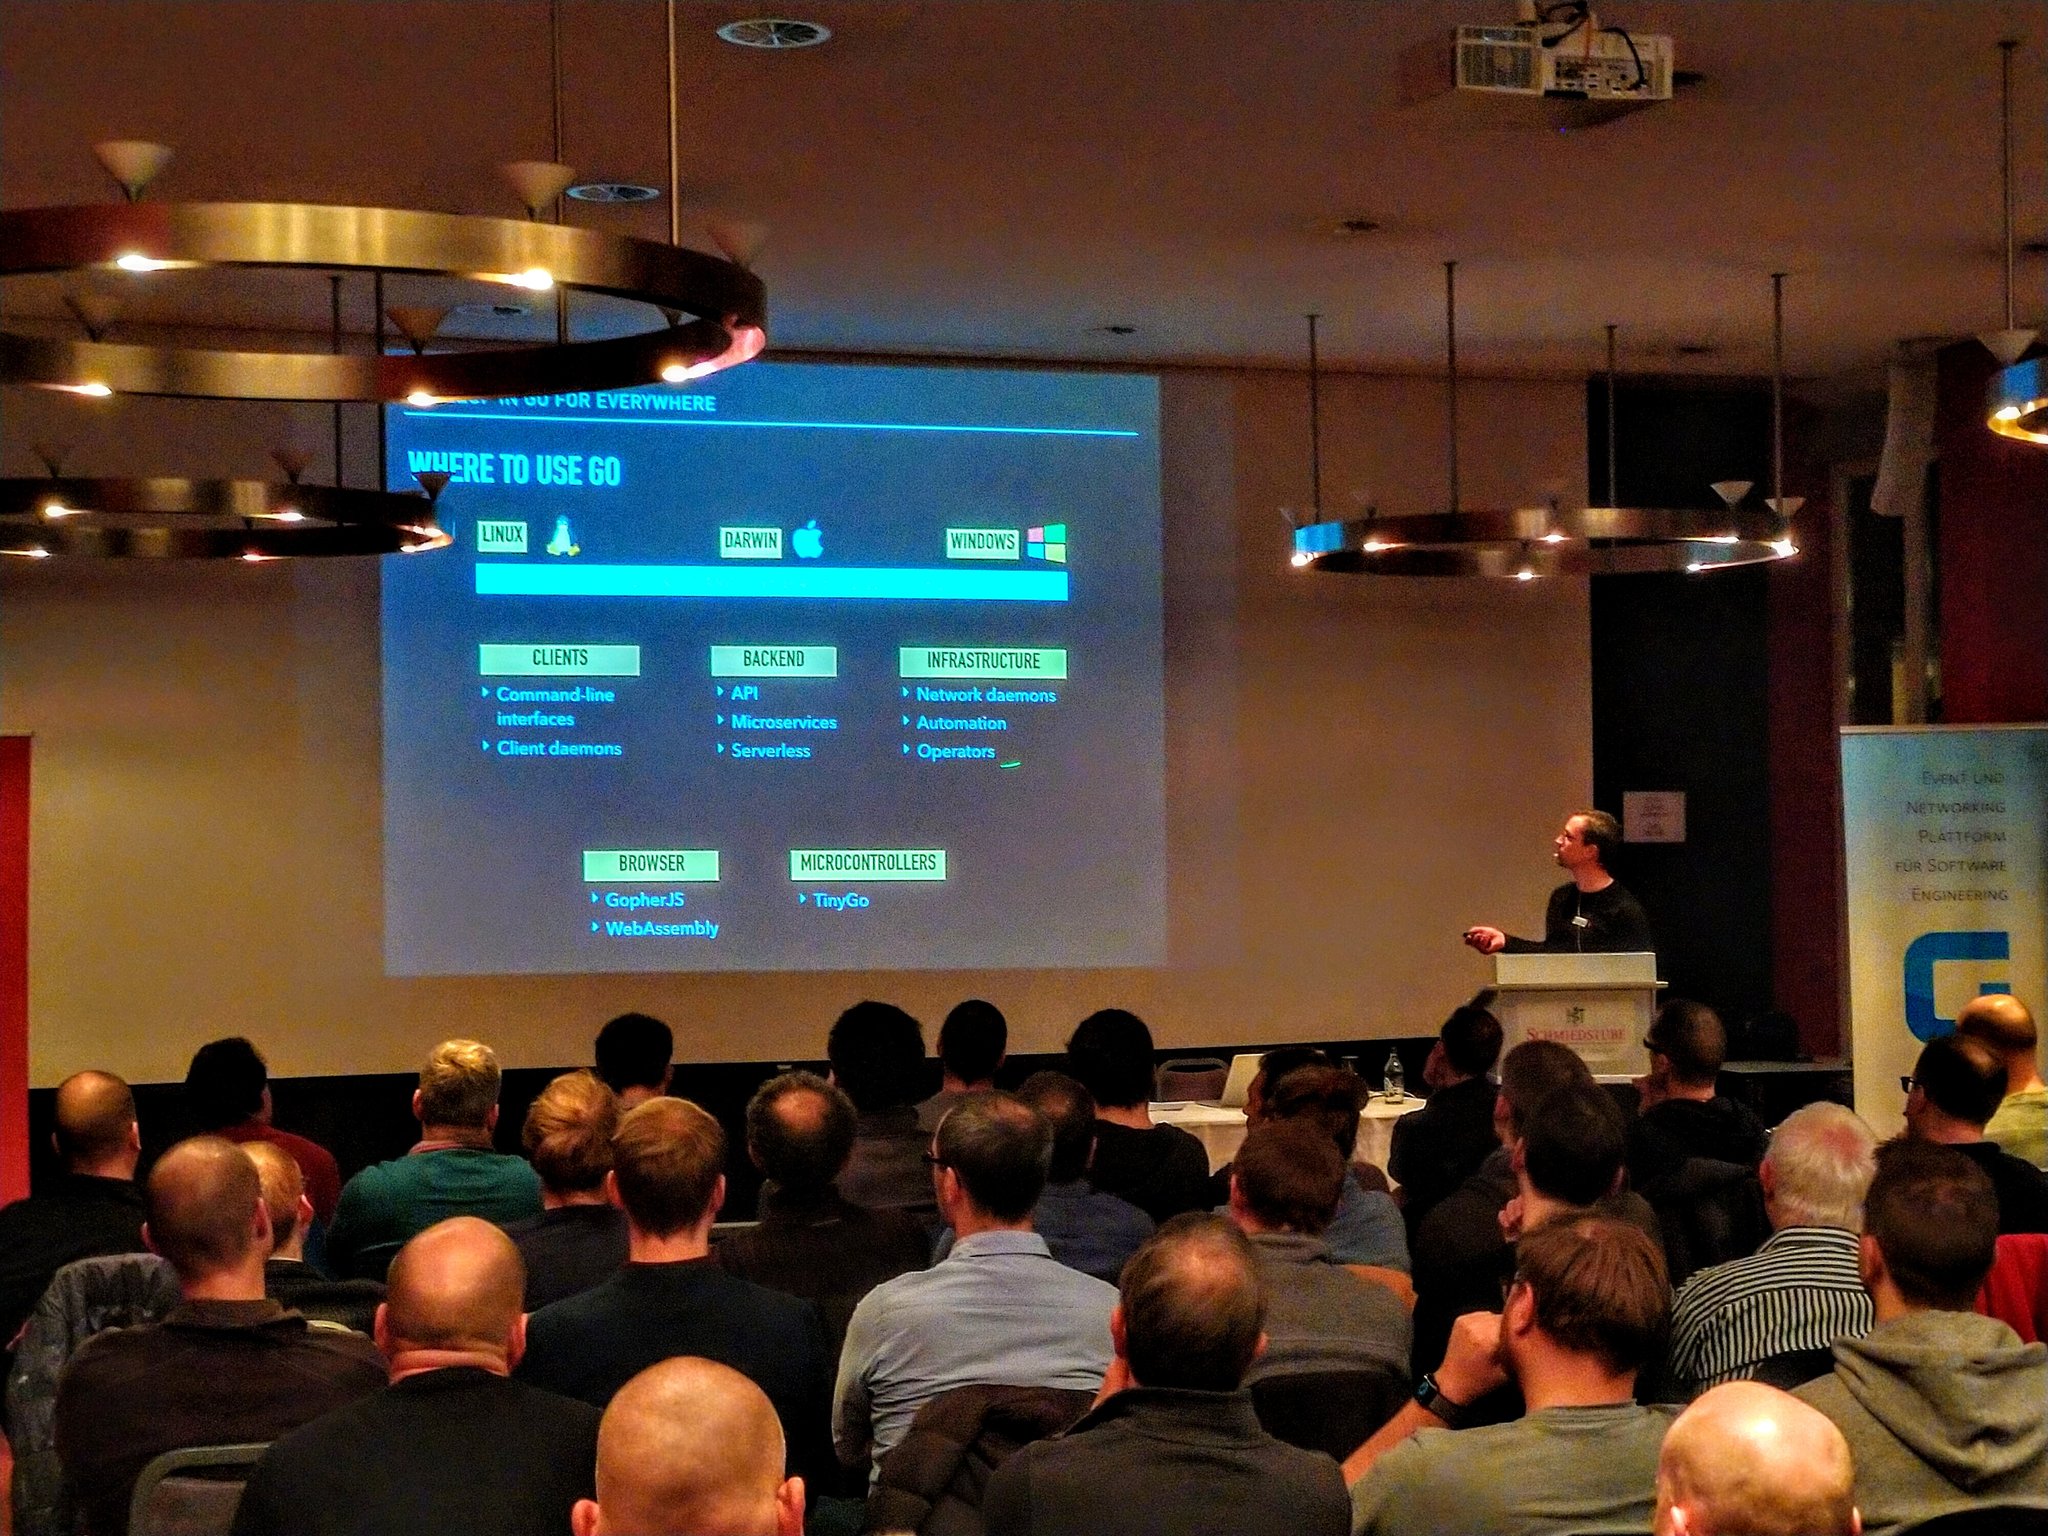 IN GO FOR EVERYWHERE
WHERE TO USE GO
LINUX
DARWIN
WINDOWS
CLIENTS
Command-line
interfaces
Client daemons
BACKEND
API
Microservices
Serverless
INFRASTRUCTURE
Network daemons
Automation
Operators
BROWSER
GopherJS
WebAssembly
MICROCONTROLLERS
TinyGo
SCHMIEDSTUBE
EVENT UND
NETWORKING
PLATTFORM
FÜR SOFTWARE
ENGINEERING